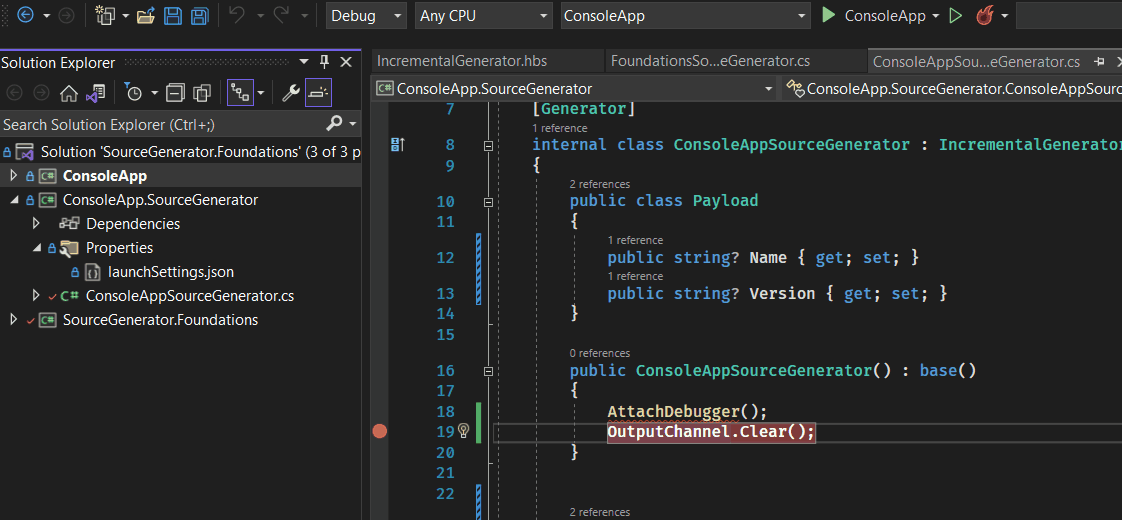 Debug
Any CPU
ConsoleApp
ConsoleApp
Solution Explorer
Search Solution Explorer (Ctrl+;)
Solution 'SourceGenerator.Foundations' (3 of 3 p
ConsoleApp
ConsoleApp.SourceGenerator
Dependencies
Properties
launchSettings.json
C# ConsoleAppSourceGenerator.cs
SourceGenerator.Foundations
IncrementalGenerator.hbs
FoundationsSo...eGenerator.cs
ConsoleAppSou...eGenerator.cs
C# ConsoleApp.SourceGenerator
ConsoleApp.SourceGenerator.ConsoleAppSourc
7 [Generator]
1 reference
8 internal class ConsoleAppSourceGenerator : IncrementalGenerator
9 {
2 references
10 public class Payload
11 {
1 reference
12 public string? Name { get; set; }
1 reference
13 public string? Version { get; set; }
14 }
15
0 references
16 public ConsoleAppSourceGenerator() : base()
17 {
18 AttachDebugger();
19 OutputChannel.Clear();
20 }
21
22
2 references